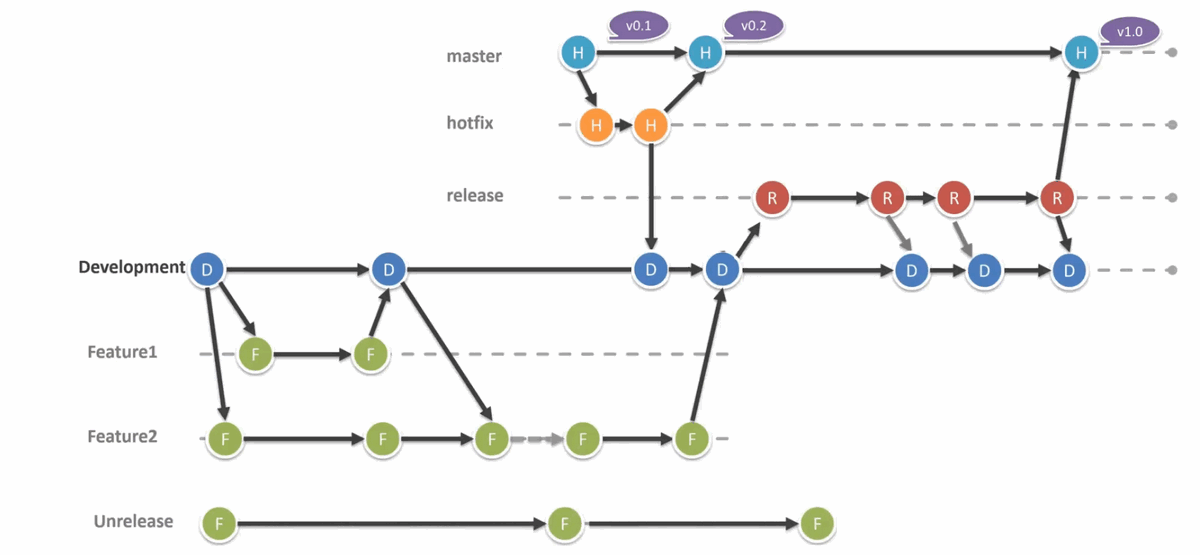 v0.1 v0.2 v1.0
master H H H
hotfix H H
release R R R R
Development D D D D D D D
Feature1 F F
Feature2 F F F F F
Unrelease F F F